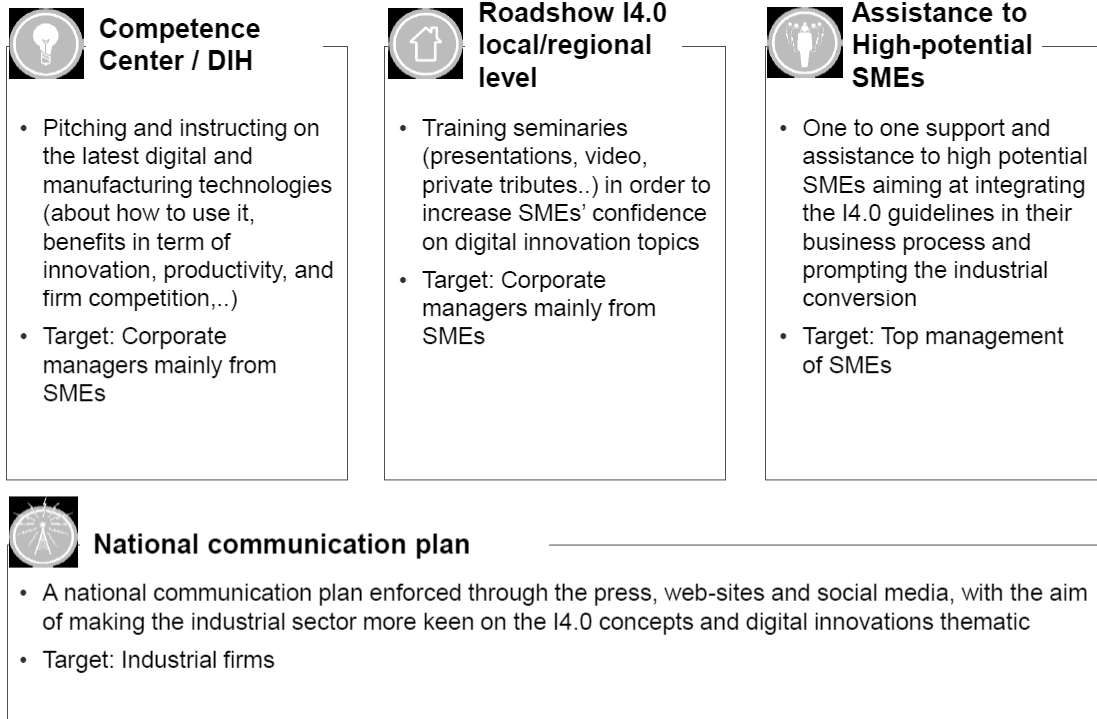 Competence
Center / DIH
• Pitching and instructing on
the latest digital and
manufacturing technologies
(about how to use it,
benefits in term of
innovation, productivity, and
firm competition,..)
• Target: Corporate
managers mainly from
SMEs
Roadshow I4.0
local/regional
level
• Training seminaries
(presentations, video,
private tributes..) in order to
increase SMEs' confidence
on digital innovation topics
• Target: Corporate
managers mainly from
SMEs
Assistance to
High-potential
SMEs
• One to one support and
assistance to high potential
SMEs aiming at integrating
the I4.0 guidelines in their
business process and
prompting the industrial
conversion
• Target: Top management
of SMEs
National communication plan
• A national communication plan enforced through the press, web-sites and social media, with the aim
of making the industrial sector more keen on the I4.0 concepts and digital innovations thematic
• Target: Industrial firms